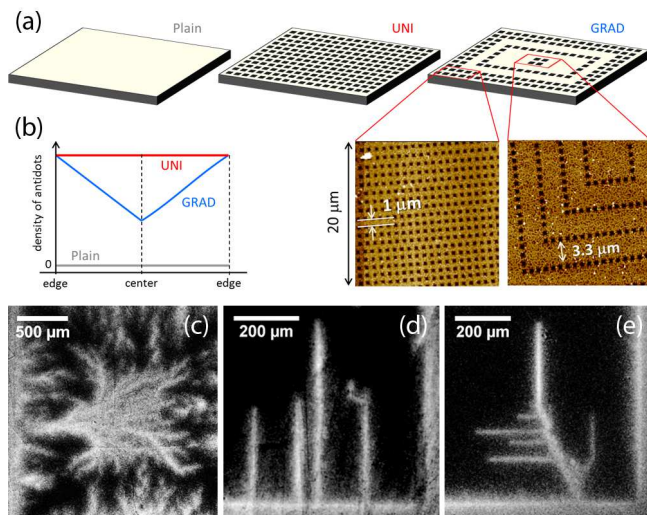 (a)
Plain
UNI
GRAD
(b)
density of antidots
UNI
GRAD
Plain
0
edge
center
edge
20 μm
1 μm
3.3 μm
500 μm
(c)
200 μm
(d)
200 μm
(e)